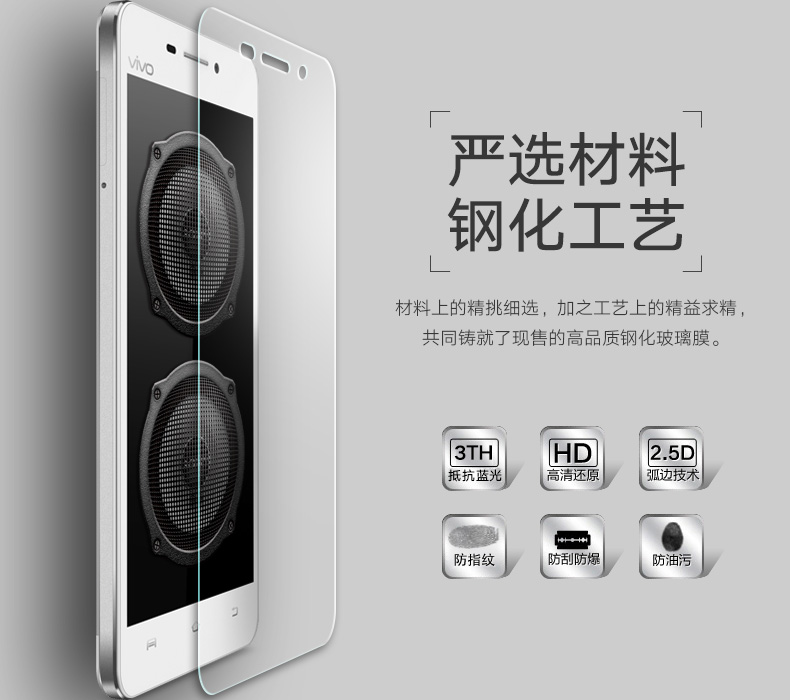 vivo
严选材料
钢化工艺
材料上的精挑细选，加之工艺上的精益求精，
共同铸就了现售的高品质钢化玻璃膜。
3TH
抵抗蓝光
HD
高清还原
2.5D
弧边技术
防指纹
防刮防爆
防油污